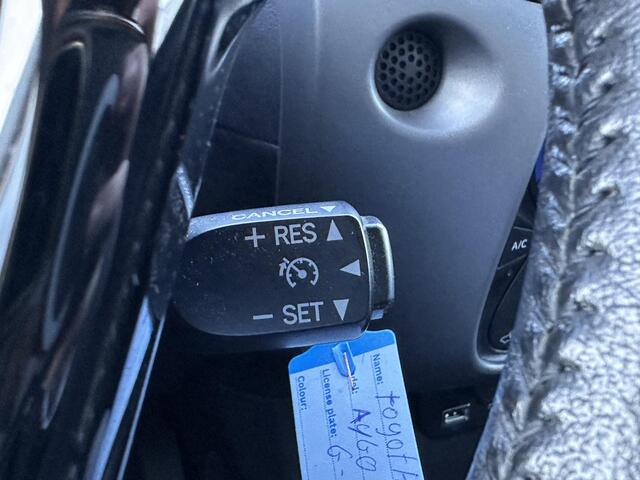 CANCEL ▼
+ RES ▲
◀
− SET ▼
A/C
Name: toyota
Model: AYGO
License plate: G-
Colour: